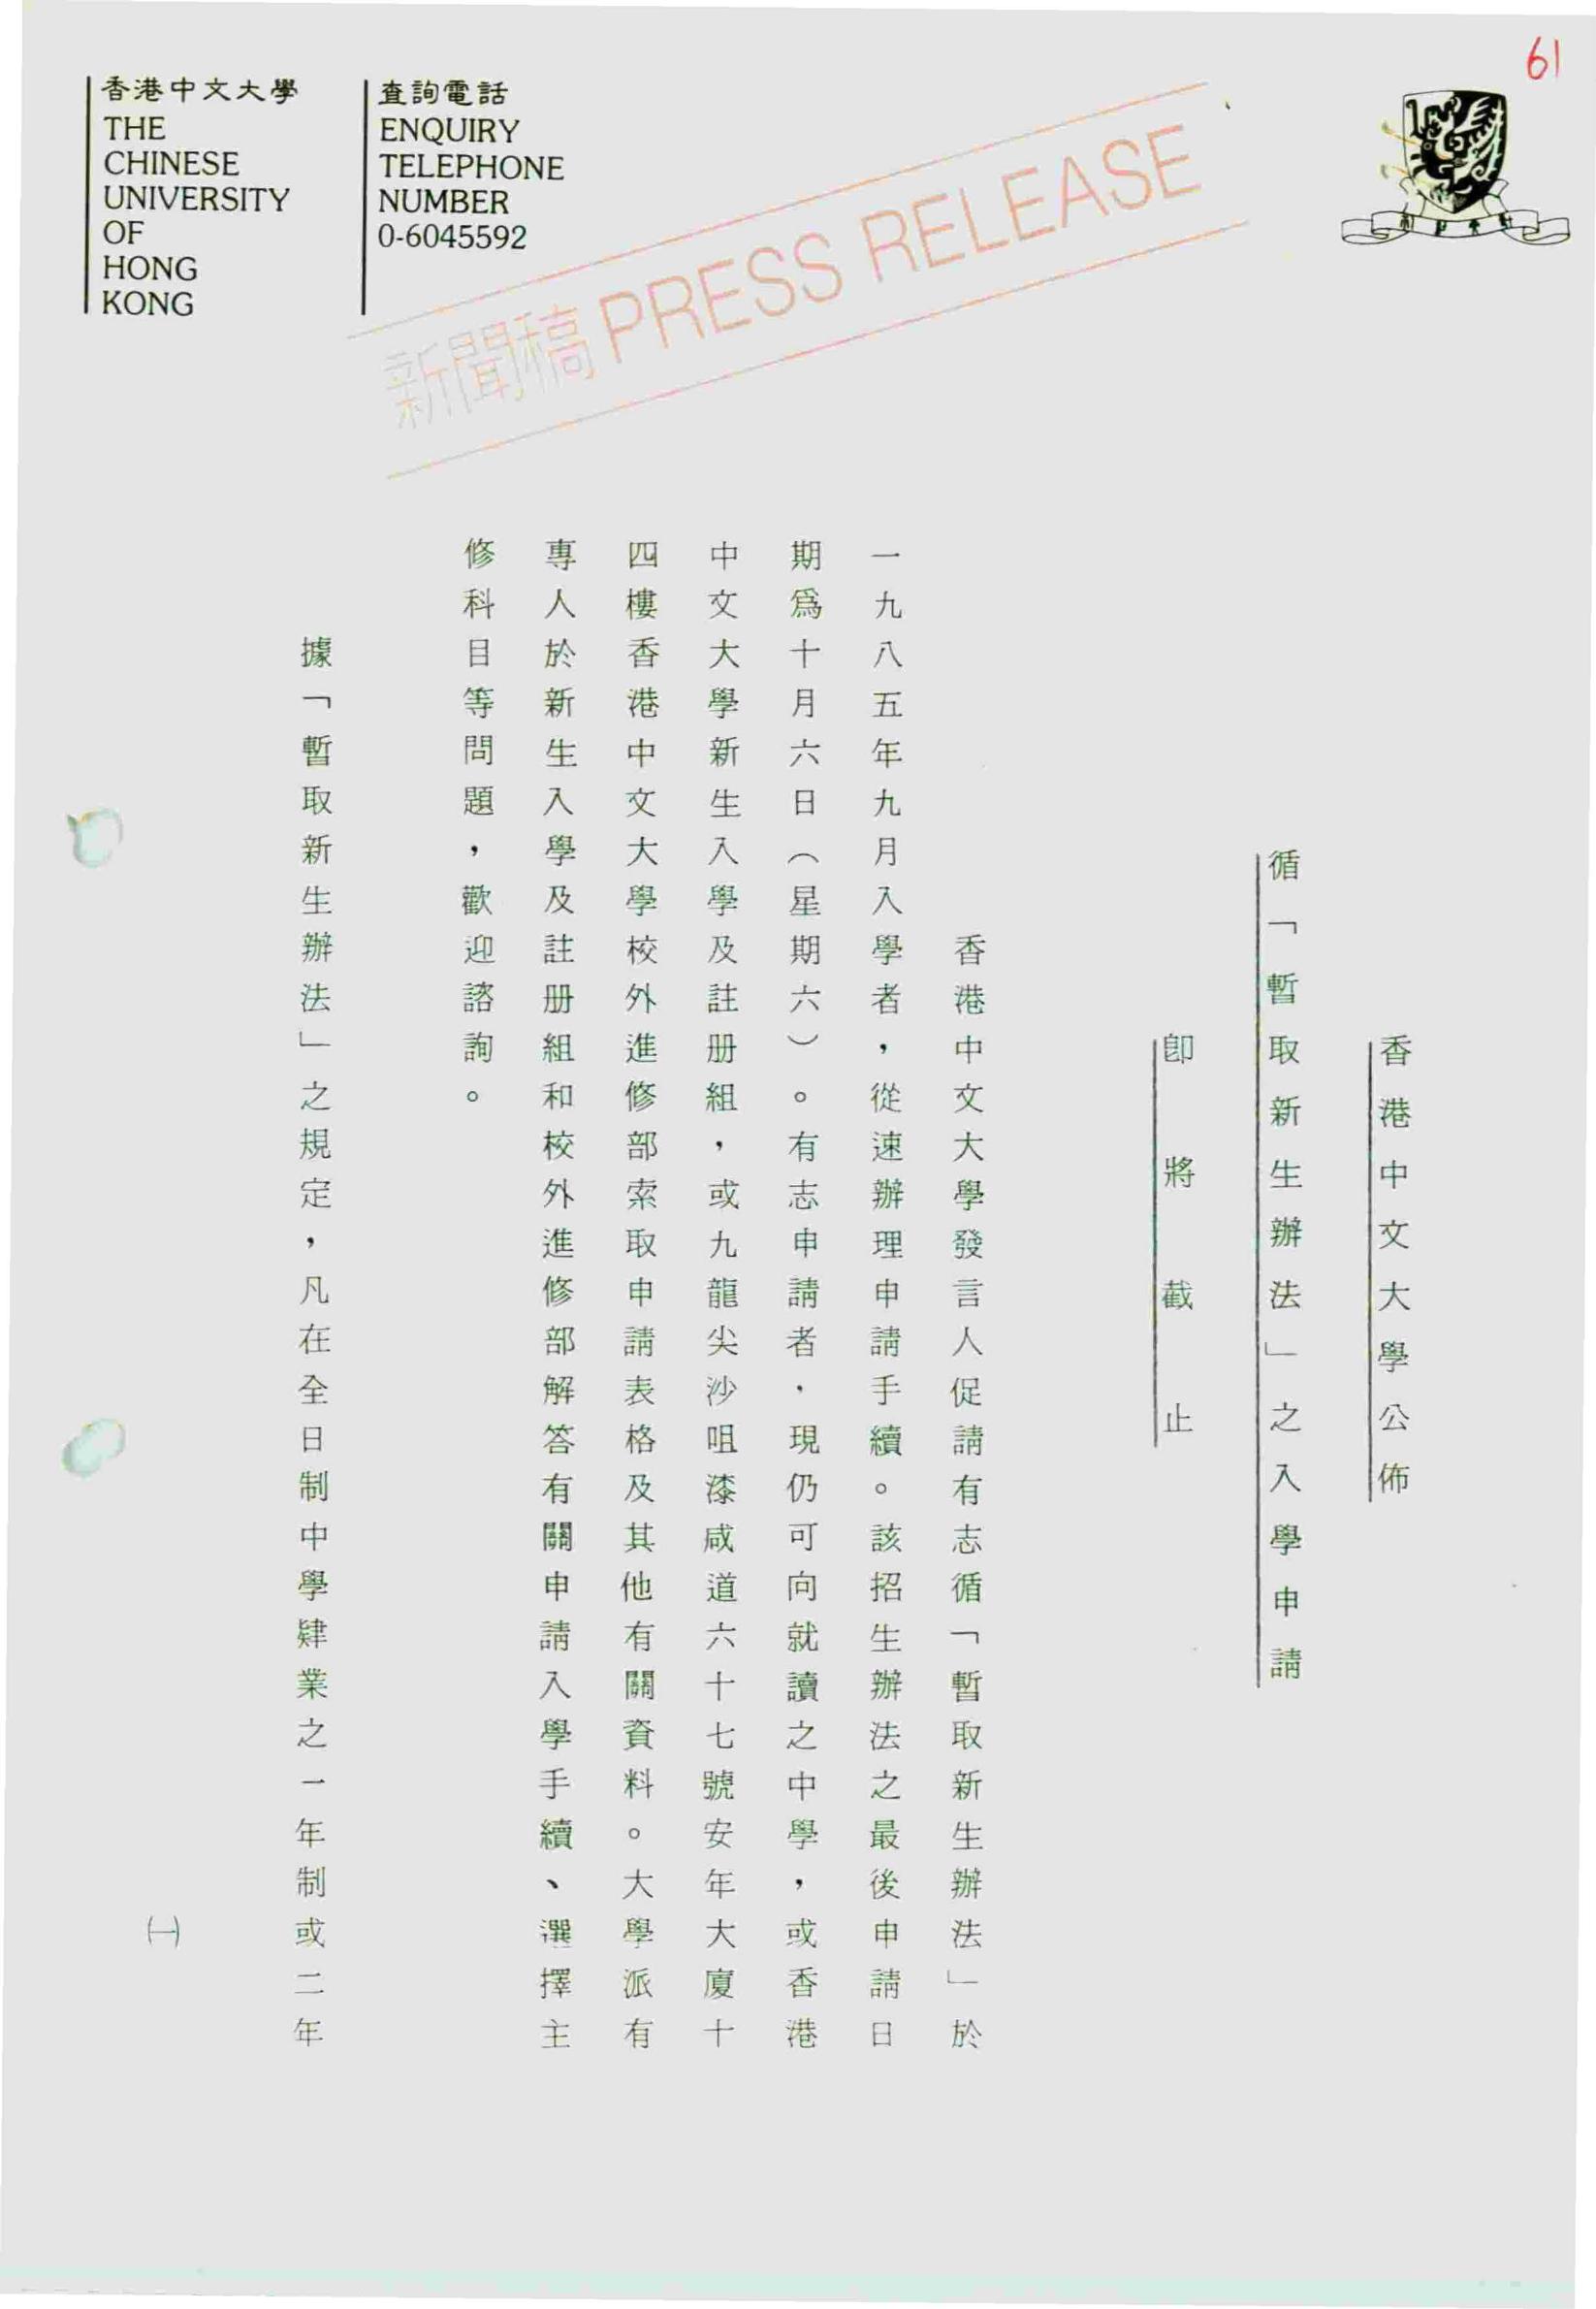 61
香港中文大學
THE
CHINESE
UNIVERSITY
OF
HONG
KONG
查詢電話
ENQUIRY
TELEPHONE
NUMBER
0-6045592
新聞稿 PRESS RELEASE
香港中文大學公佈
循「暫取新生辦法」之入學申請
即將截止
香港中文大學發言人促請有志循「暫取新生辦法」於
一九八五年九月入學者，從速辦理申請手續。該招生辦法之最後申請日
期爲十月六日（星期六）。有志申請者，現仍可向就讀之中學，或香港
中文大學新生入學及註册組，或九龍尖沙咀漆咸道六十七號安年大廈十
四樓香港中文大學校外進修部索取申請表格及其他有關資料。大學派有
專人於新生入學及註册組和校外進修部解答有關申請入學手續、選擇主
修科目等問題，歡迎諮詢。
據「暫取新生辦法」之規定，凡在全日制中學肄業之一年制或二年
㈠